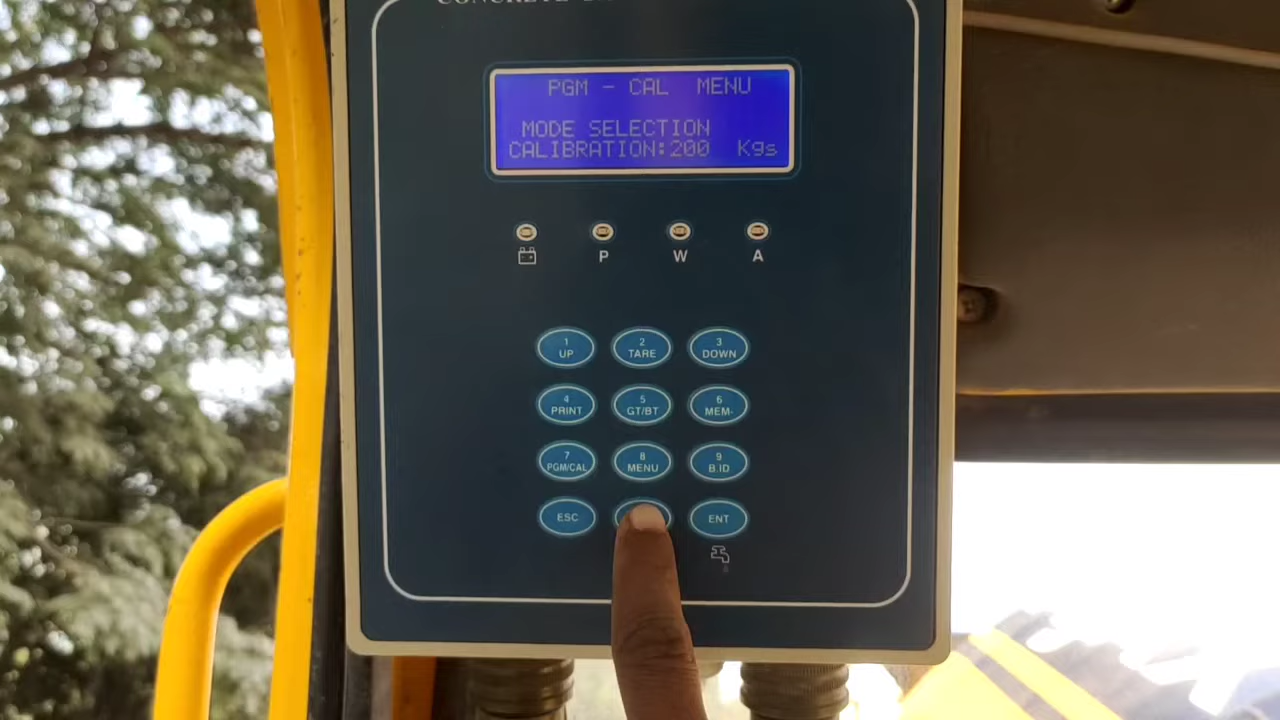 CONCRETE
PGM - CAL MENU
MODE SELECTION
CALIBRATION:200 Kgs
P W A
1 2 3
UP TARE DOWN
4 5 6
PRINT GT/BT MEM-
7 8 9
PGM/CAL MENU B.ID
ESC ENT